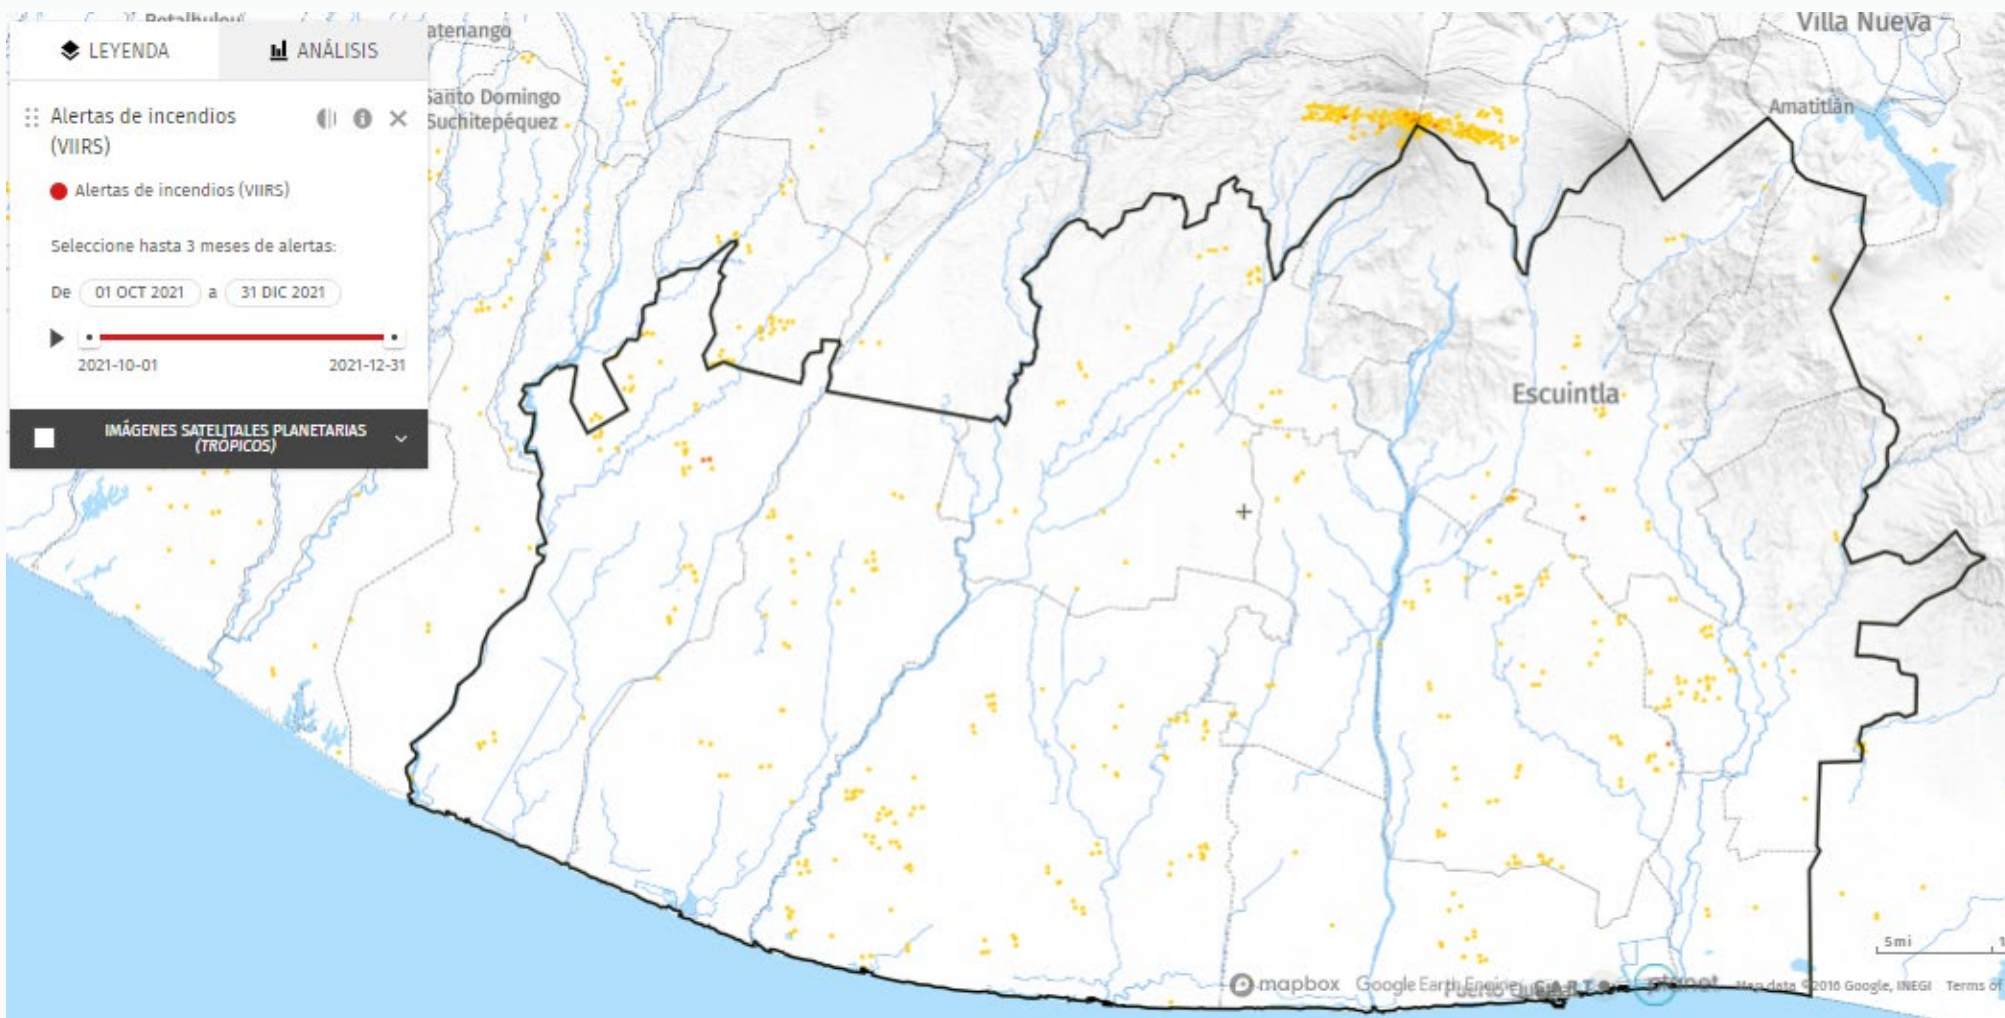 LEYENDA
ANÁLISIS
Alertas de incendios
(VIIRS)
Alertas de incendios (VIIRS)
Seleccione hasta 3 meses de alertas:
De 01 OCT 2021 a 31 DIC 2021
2021-10-01
2021-12-31
IMÁGENES SATELITALES PLANETARIAS
(TRÓPICOS)
atenango
Santo Domingo
Suchitepéquez
Villa Nueva
Amatitlán
Escuintla
5mi
mapbox
Google Earth Engine
planet
Map data ©2016 Google, INEGI
Terms of